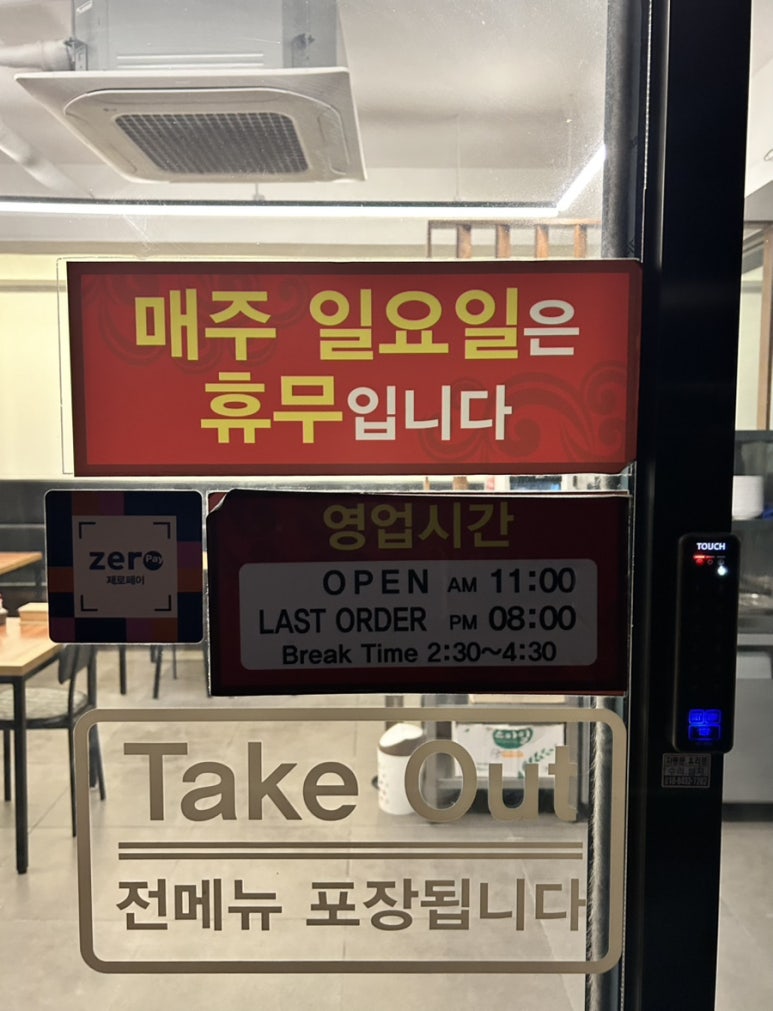 매주 일요일은
휴무입니다
zeroPay
제로페이
영업시간
OPEN AM 11:00
LAST ORDER PM 08:00
Break Time 2:30~4:30
TOUCH
Take Out
전메뉴 포장됩니다